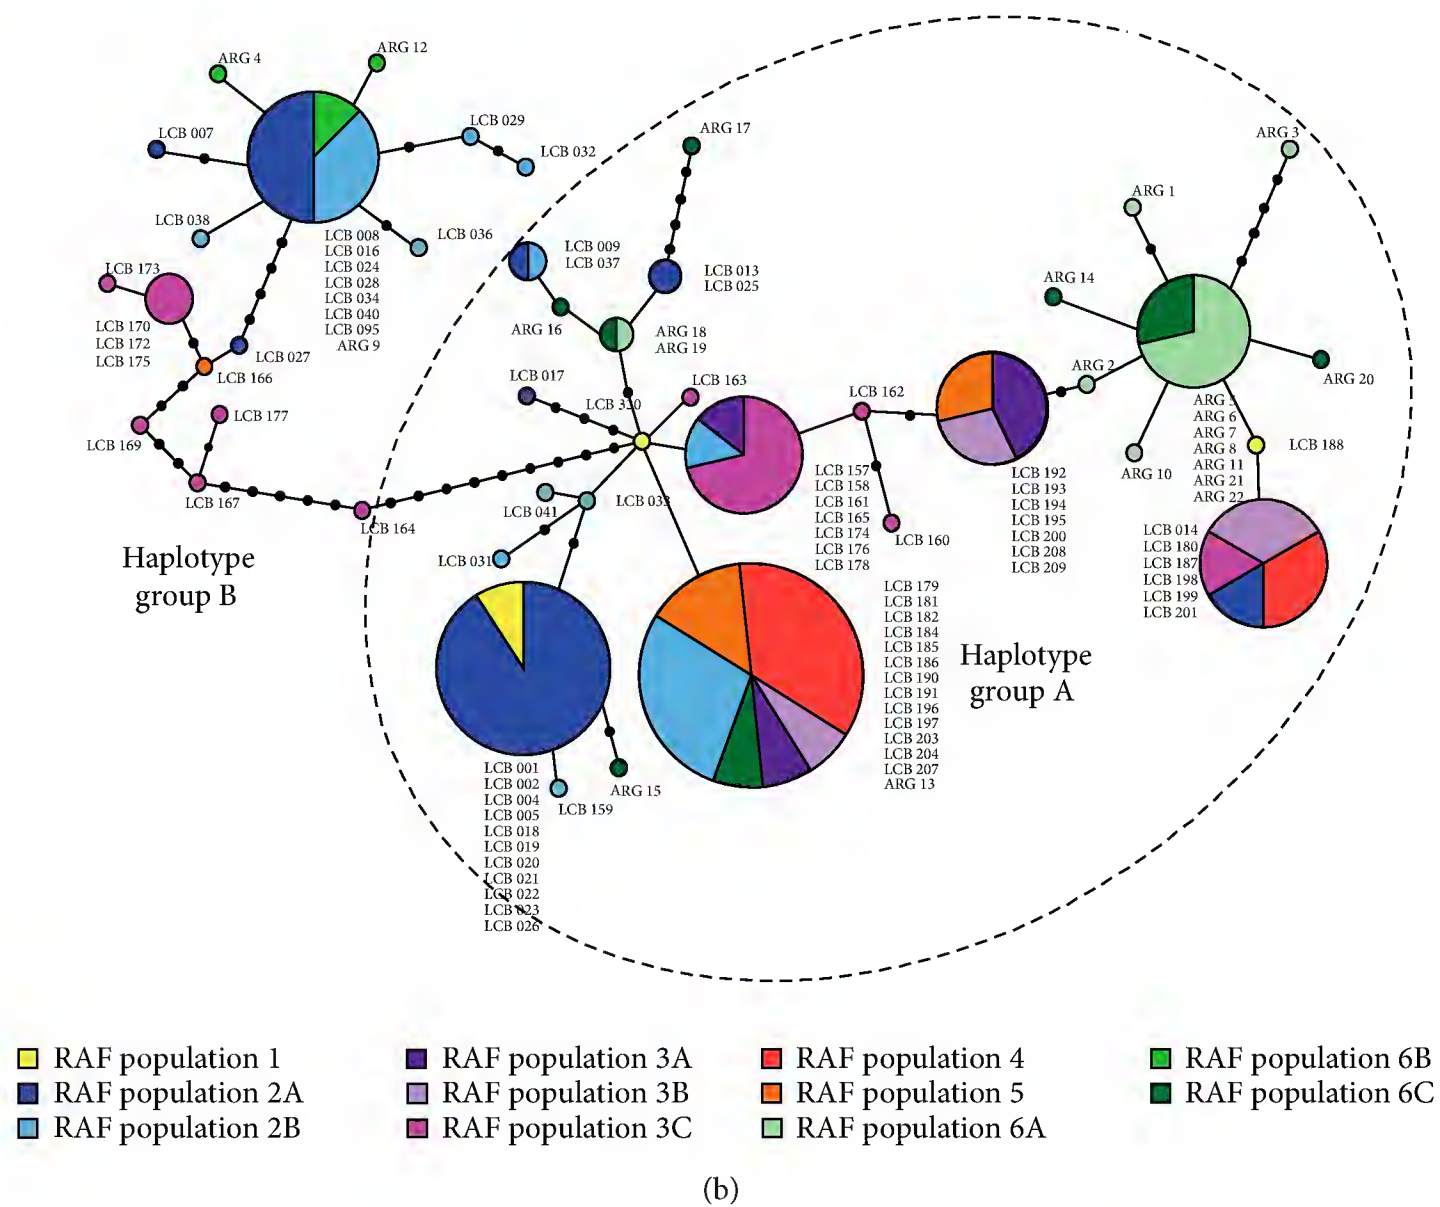 ARG 4
ARG 12
LCB 007
LCB 029
LCB 032
LCB 038
LCB 036
LCB 008
LCB 016
LCB 024
LCB 028
LCB 034
LCB 040
LCB 095
ARG 9
LCB 173
LCB 170
LCB 172
LCB 175
LCB 027
LCB 166
LCB 177
LCB 169
LCB 167
LCB 164
Haplotype
group B
ARG 17
LCB 009
LCB 037
LCB 013
LCB 025
ARG 16
ARG 18
ARG 19
LCB 017
LCB 320
LCB 163
LCB 162
LCB 041
LCB 033
LCB 031
LCB 157
LCB 158
LCB 161
LCB 165
LCB 174
LCB 176
LCB 178
LCB 160
ARG 3
ARG 1
ARG 14
ARG 2
ARG 20
ARG 10
ARG 5
ARG 6
ARG 7
ARG 8
ARG 11
ARG 21
ARG 22
LCB 188
LCB 192
LCB 193
LCB 194
LCB 195
LCB 200
LCB 208
LCB 209
LCB 014
LCB 180
LCB 187
LCB 198
LCB 199
LCB 201
LCB 179
LCB 181
LCB 182
LCB 184
LCB 185
LCB 186
LCB 190
LCB 191
LCB 196
LCB 197
LCB 203
LCB 204
LCB 207
ARG 13
Haplotype
group A
LCB 001
LCB 002
LCB 004
LCB 005
LCB 018
LCB 019
LCB 020
LCB 021
LCB 022
LCB 023
LCB 026
LCB 159
ARG 15
RAF population 1
RAF population 2A
RAF population 2B
RAF population 3A
RAF population 3B
RAF population 3C
RAF population 4
RAF population 5
RAF population 6A
RAF population 6B
RAF population 6C
(b)